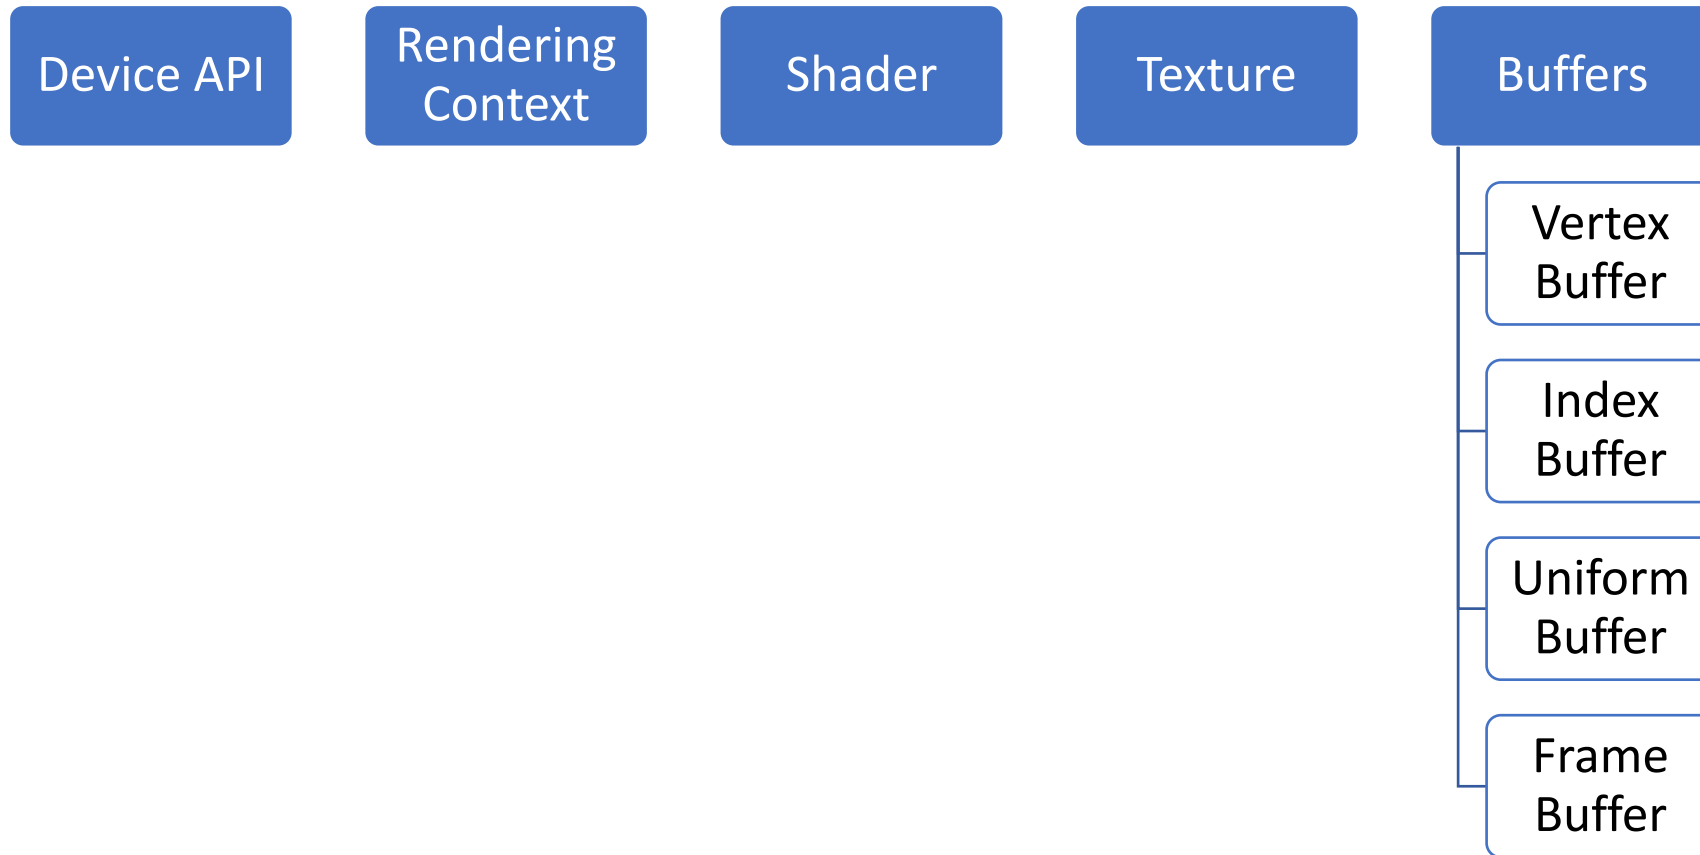 Device API
Rendering
Context
Shader
Texture
Buffers
Vertex
Buffer
Index
Buffer
Uniform
Buffer
Frame
Buffer